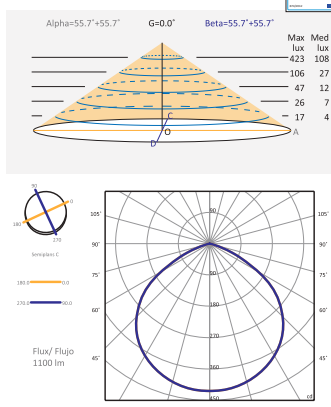 Alpha=55.7°+55.7° G=0.0° Beta=55.7°+55.7°
Max Med
lux lux
423 108
106 27
47 12
26 7
17 4
C
O
A
D
90
0
180
270
Semiplans C
180.0 0.0
270.0 90.0
Flux/ Flujo
1100 lm
105° 105°
90° 90°
75° 75°
60° 60°
45° 45°
90
90
180
270
360
450
cd